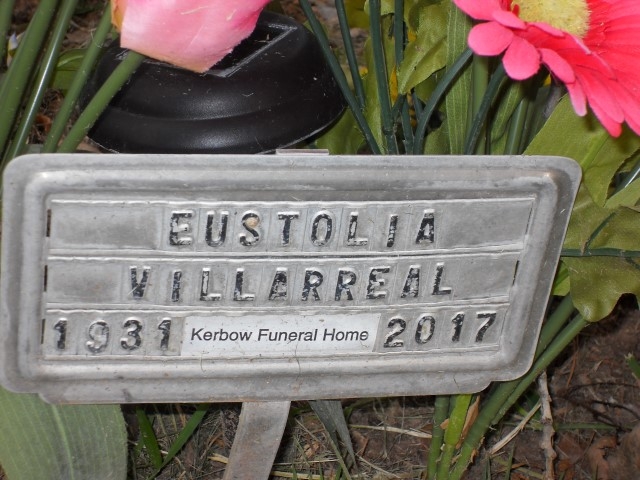 EUSTOLIA
VILLARREAL
1931 Kerbow Funeral Home 2017